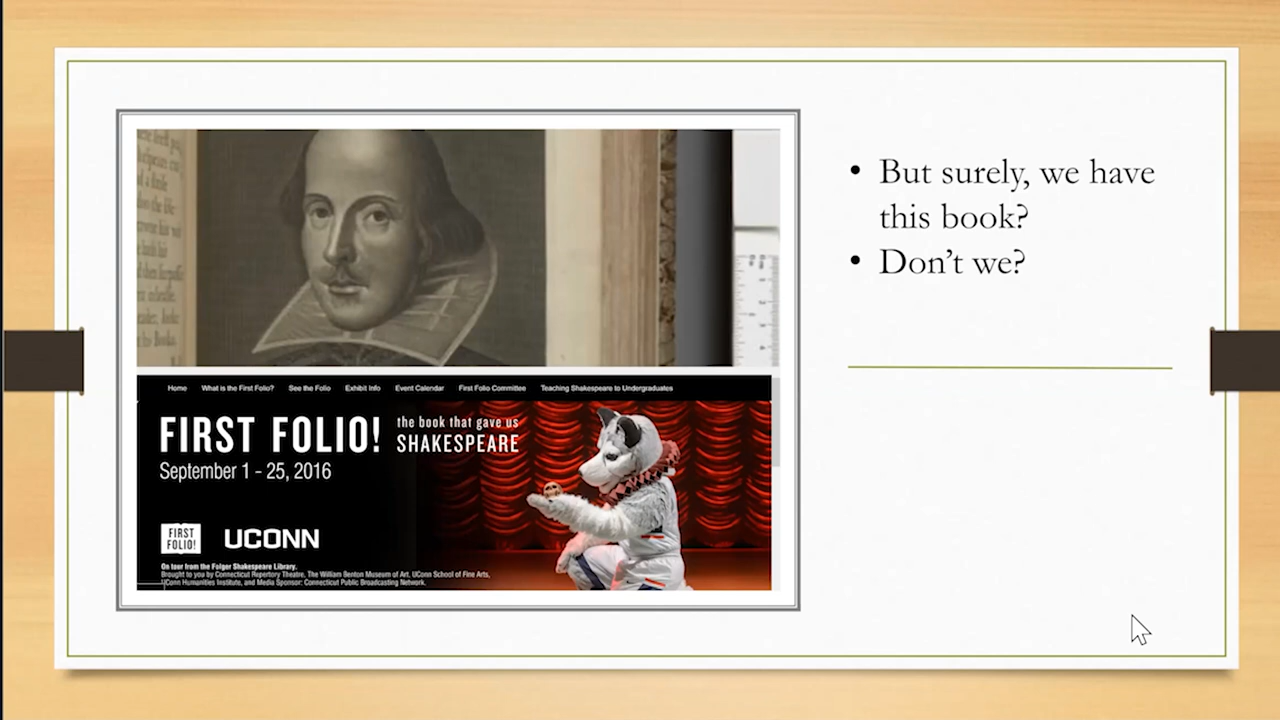 Home What is the First Folio? See the Folio Exhibit Info Event Calendar First Folio Committee Teaching Shakespeare to Undergraduates
FIRST FOLIO! the book that gave us
SHAKESPEARE
September 1 - 25, 2016
FIRST
FOLIO!
UCONN
On tour from the Folger Shakespeare Library.
Brought to you by Connecticut Repertory Theatre, The William Benton Museum of Art, UConn School of Fine Arts,
UConn Humanities Institute, and Media Sponsor: Connecticut Public Broadcasting Network.
• But surely, we have
this book?
• Don’t we?